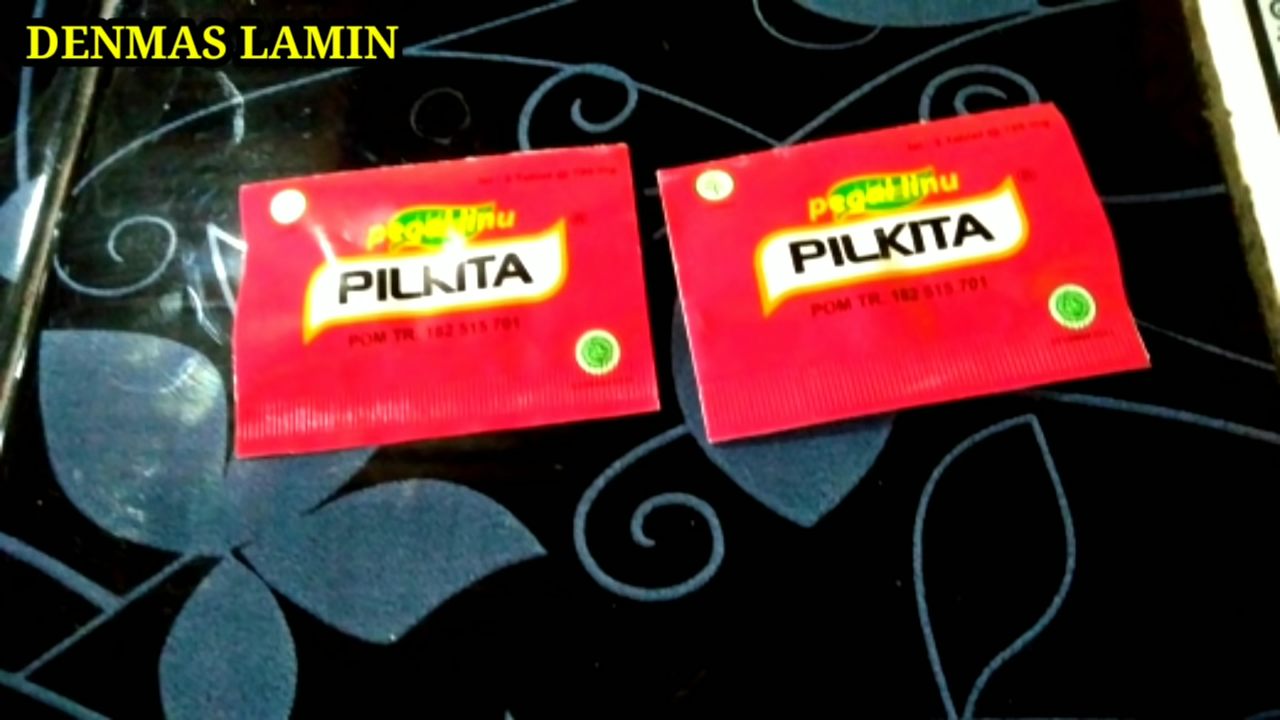 DENMAS LAMIN
pegal linu
PILKITA
POM TR. 182 515 701
pegal linu
PILKITA
POM TR. 182 515 701